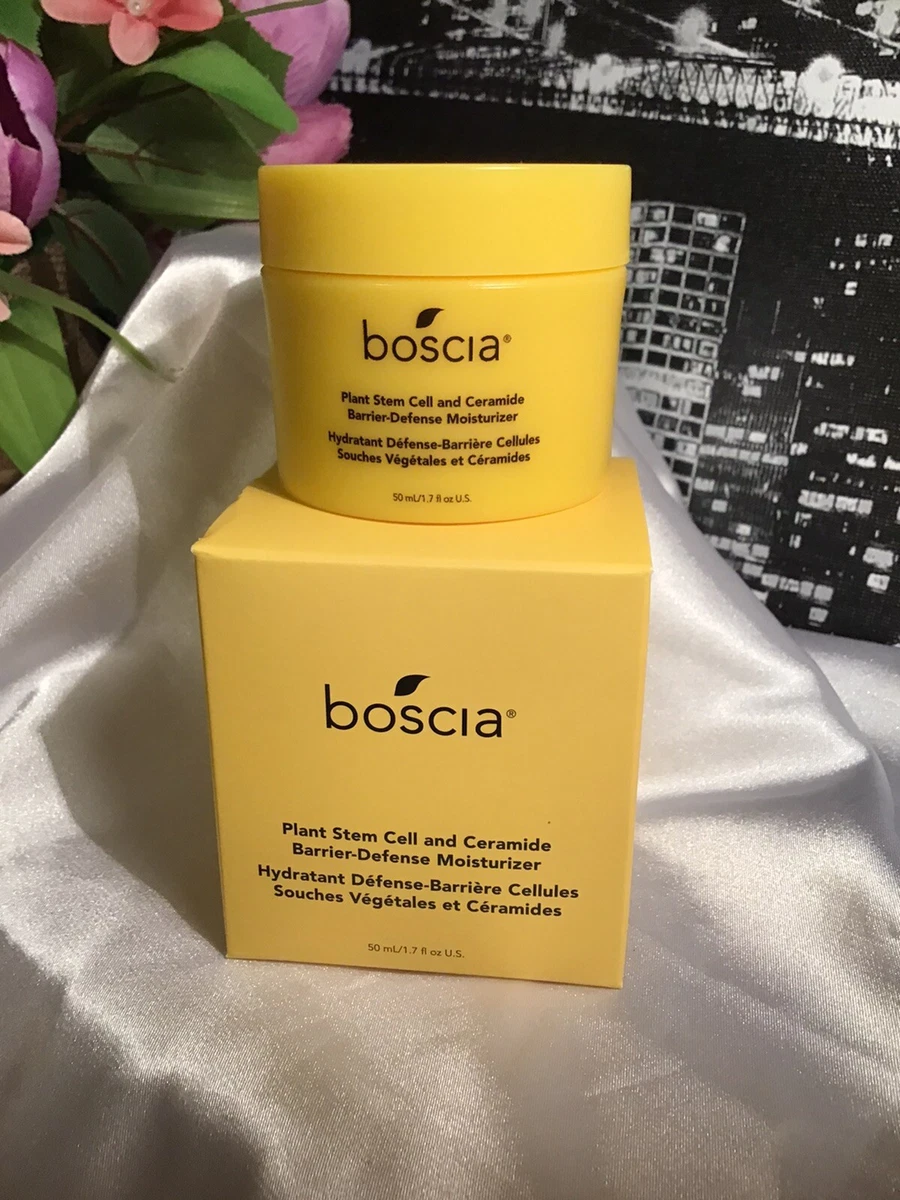 boscia®
Plant Stem Cell and Ceramide
Barrier-Defense Moisturizer
Hydratant Défense-Barrière Cellules
Souches Végétales et Céramides
50 mL/1.7 fl oz U.S.
boscia®
Plant Stem Cell and Ceramide
Barrier-Defense Moisturizer
Hydratant Défense-Barrière Cellules
Souches Végétales et Céramides
50 mL/1.7 fl oz U.S.